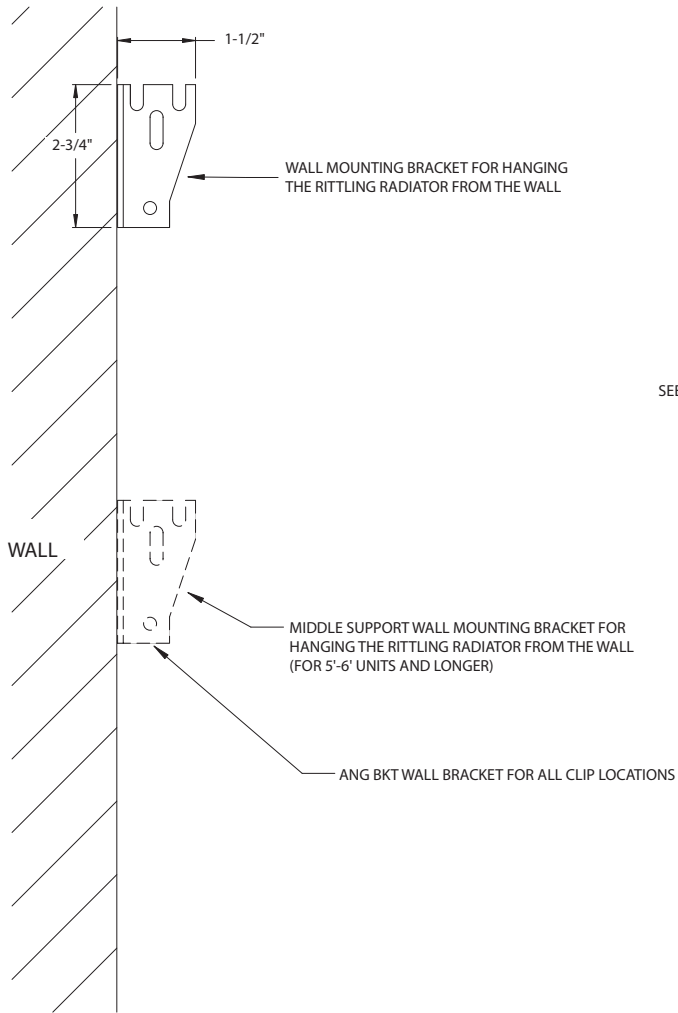 1-1/2"
2-3/4"
WALL MOUNTING BRACKET FOR HANGING
THE RITTLING RADIATOR FROM THE WALL
SEE
WALL
MIDDLE SUPPORT WALL MOUNTING BRACKET FOR
HANGING THE RITTLING RADIATOR FROM THE WALL
(FOR 5'-6' UNITS AND LONGER)
ANG BKT WALL BRACKET FOR ALL CLIP LOCATIONS